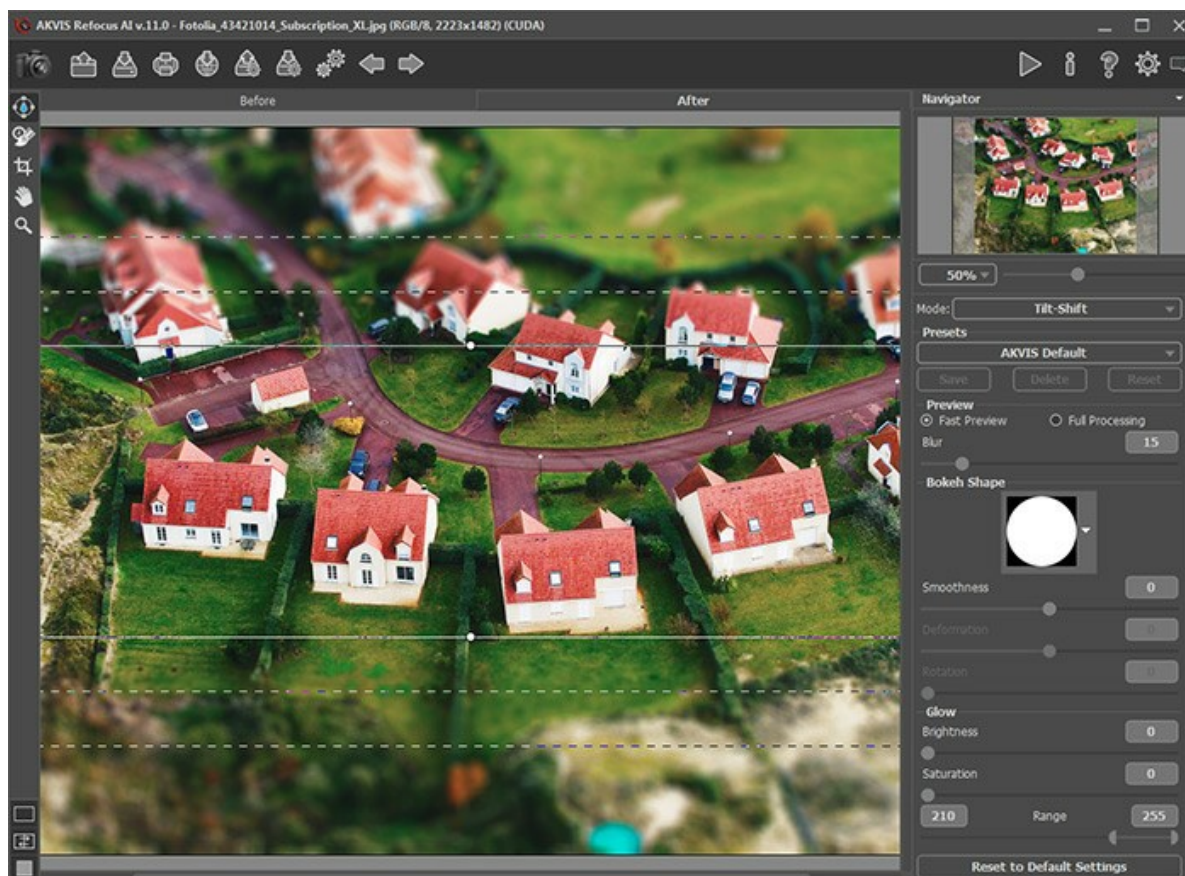 AKVIS Refocus AI v.11.0 - Fotolia_43421014_Subscription_XL.jpg (RGB/8, 2223x1482) (CUDA)
Before
After
Navigator
50%
Mode: Tilt-Shift
Presets
AKVIS Default
Save Delete Reset
Preview
Fast Preview Full Processing
Blur 15
Bokeh Shape
Smoothness 0
Deformation 0
Rotation 0
Glow
Brightness 0
Saturation 0
210 Range 255
Reset to Default Settings